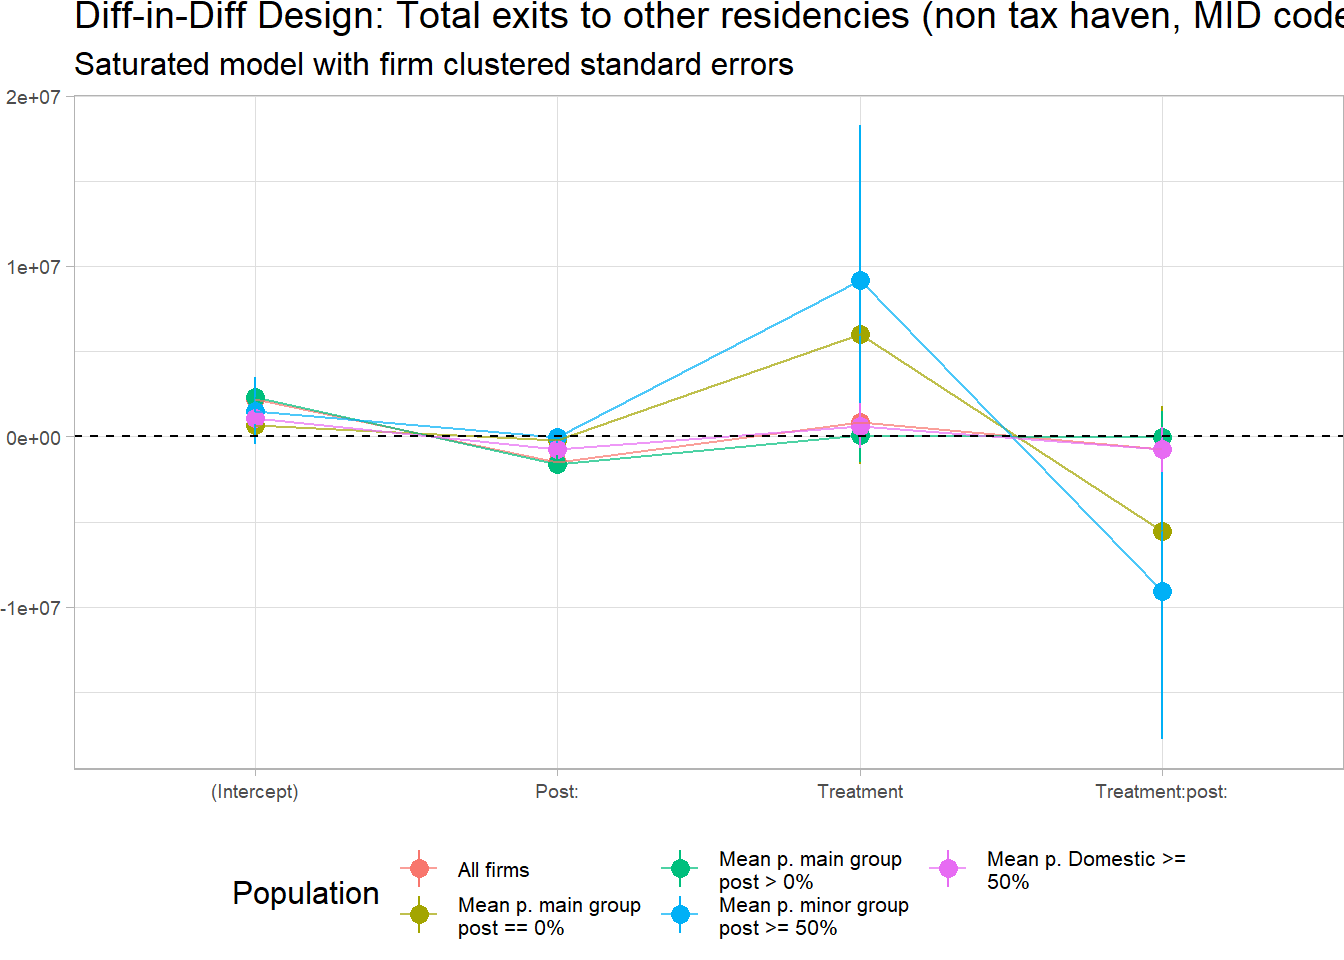 Diff-in-Diff Design: Total exits to other residencies (non tax haven, MID code
Saturated model with firm clustered standard errors
2e+07
1e+07
0e+00
-1e+07
(Intercept)
Post:
Treatment
Treatment:post:
Population
All firms
Mean p. main group
post == 0%
Mean p. main group
post > 0%
Mean p. minor group
post >= 50%
Mean p. Domestic >=
50%